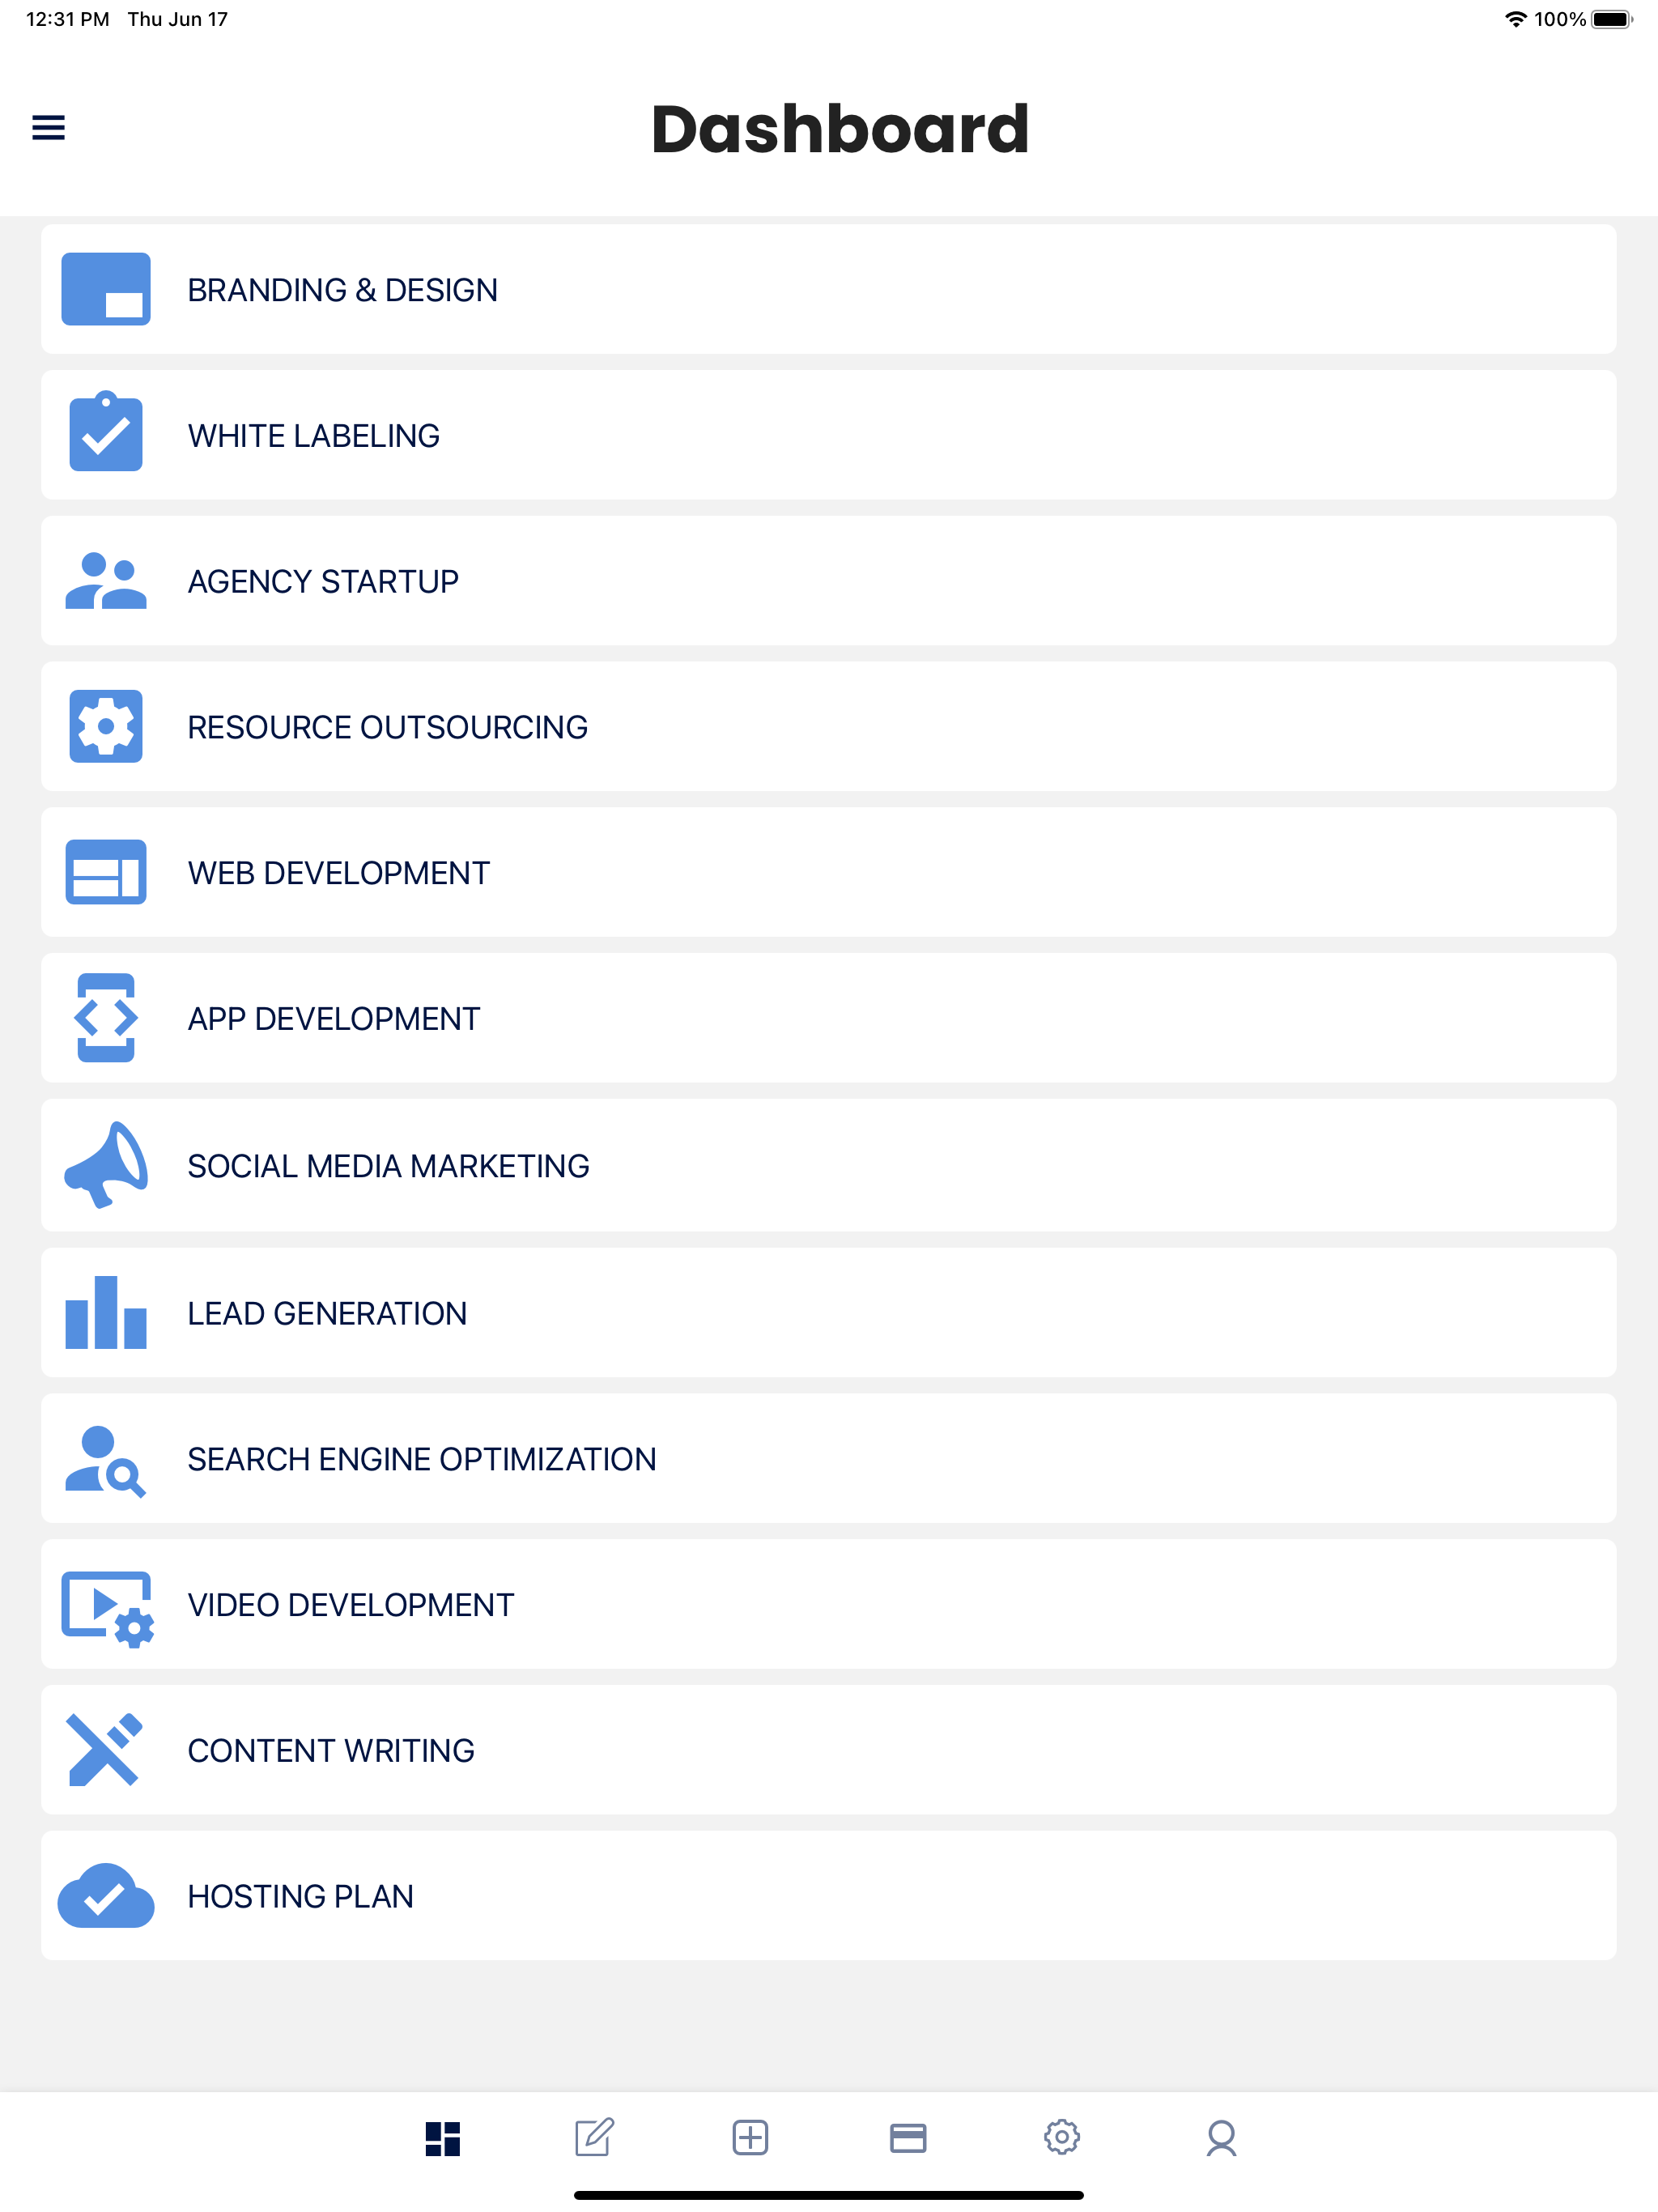 12:31 PM Thu Jun 17 100%
Dashboard
BRANDING & DESIGN
WHITE LABELING
AGENCY STARTUP
RESOURCE OUTSOURCING
WEB DEVELOPMENT
APP DEVELOPMENT
SOCIAL MEDIA MARKETING
LEAD GENERATION
SEARCH ENGINE OPTIMIZATION
VIDEO DEVELOPMENT
CONTENT WRITING
HOSTING PLAN